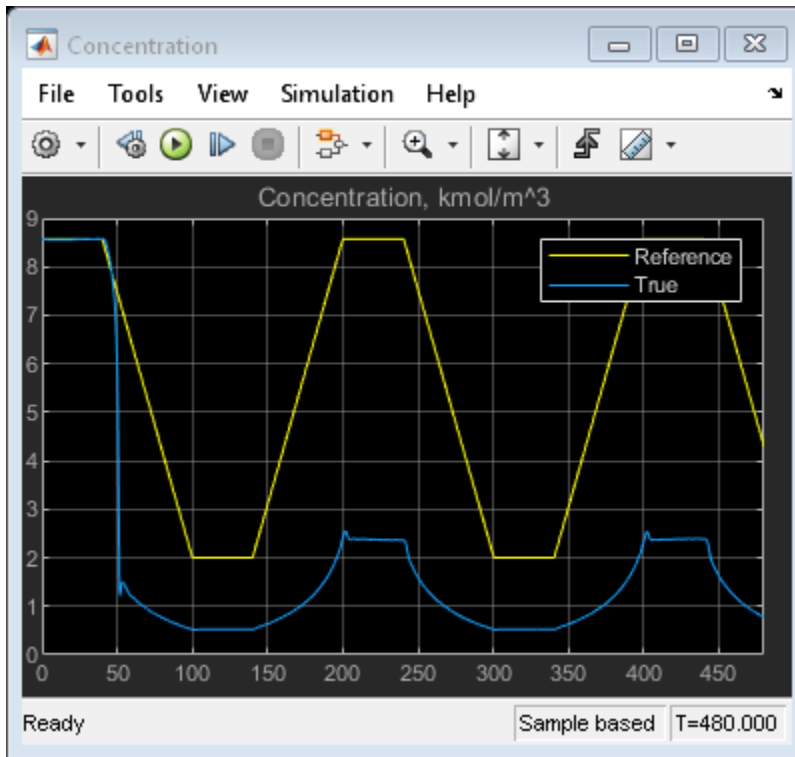 Concentration
File Tools View Simulation Help
Concentration, kmol/m^3
9
8
7
6
5
4
3
2
1
0
Reference
True
0 50 100 150 200 250 300 350 400 450
Ready Sample based T=480.000